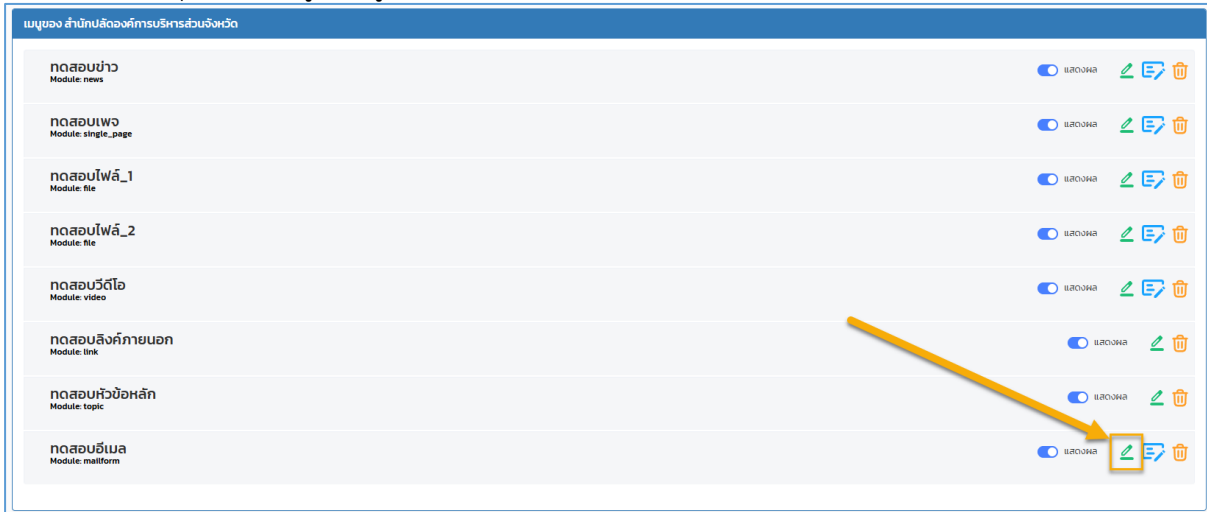 เมนูของ สำนักปลัดองค์การบริหารส่วนจังหวัด
ทดสอบข่าว แสดงผล
Module: news
ทดสอบเพจ แสดงผล
Module: single_page
ทดสอบไฟล์_1 แสดงผล
Module: file
ทดสอบไฟล์_2 แสดงผล
Module: file
ทดสอบวีดีโอ แสดงผล
Module: video
ทดสอบลิงค์ภายนอก แสดงผล
Module: link
ทดสอบหัวข้อหลัก แสดงผล
Module: topic
ทดสอบอีเมล แสดงผล
Module: mailform